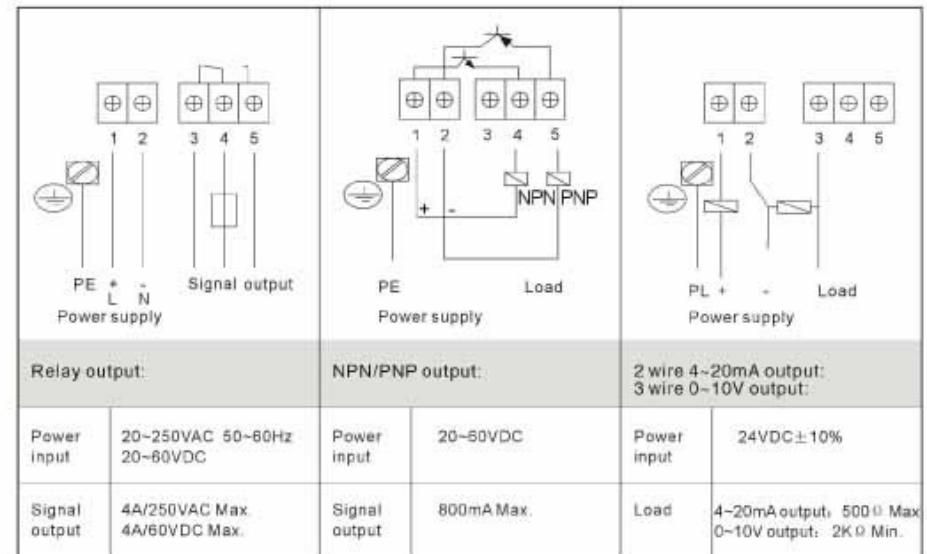 1 2 3 4 5
PE + - Signal output
L N
Power supply
1 2 3 4 5
NPN PNP
+ -
PE Load
Power supply
1 2 3 4 5
PL + - Load
Power supply
Relay output:
NPN/PNP output:
2 wire 4~20mA output:
3 wire 0~10V output:
Power input
20~250VAC 50~60Hz
20~60VDC
Power input
20~60VDC
Power input
24VDC±10%
Signal output
4A/250VAC Max.
4A/60VDC Max.
Signal output
800mA Max.
Load
4~20mA output: 500Ω Max
0~10V output: 2KΩ Min.